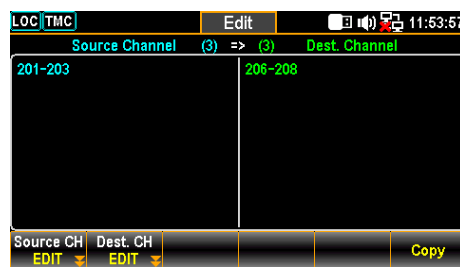 LOC TMC Edit 11:53:57
Source Channel (3) => (3) Dest. Channel
201-203 206-208
Source CH Dest. CH
EDIT EDIT Copy